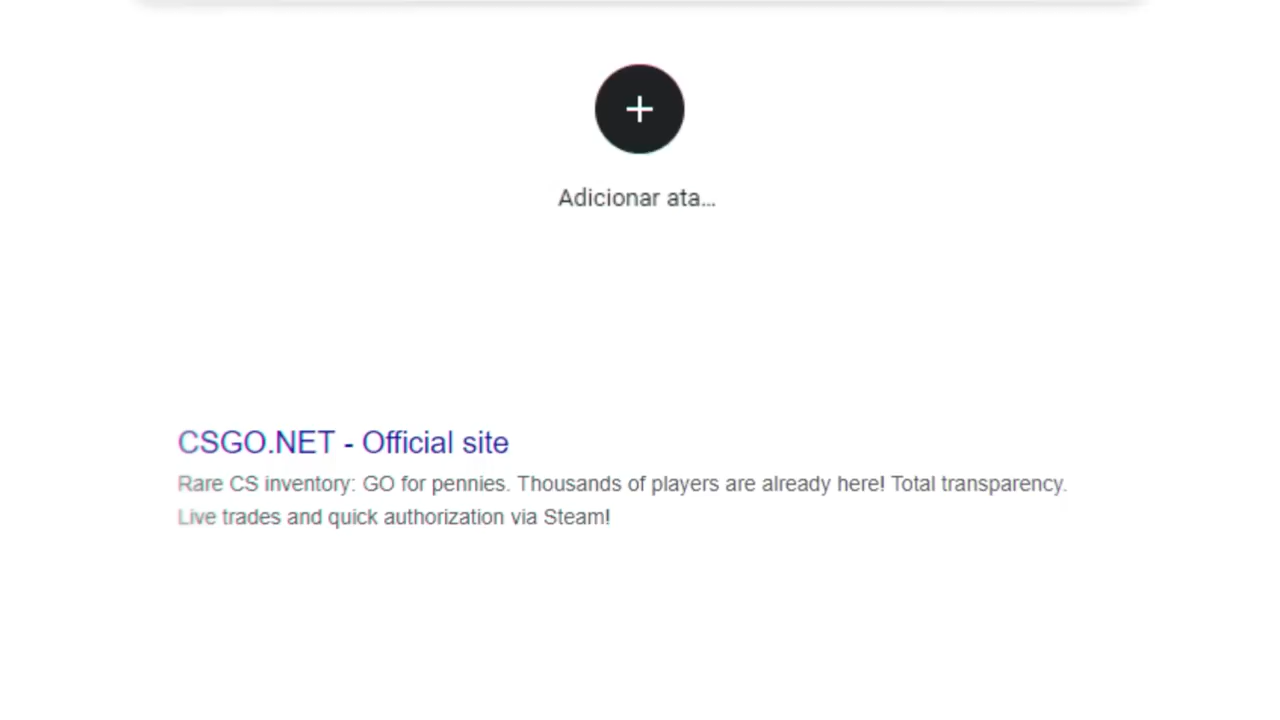 Adicionar ata...
CSGO.NET - Official site
Rare CS inventory: GO for pennies. Thousands of players are already here! Total transparency.
Live trades and quick authorization via Steam!